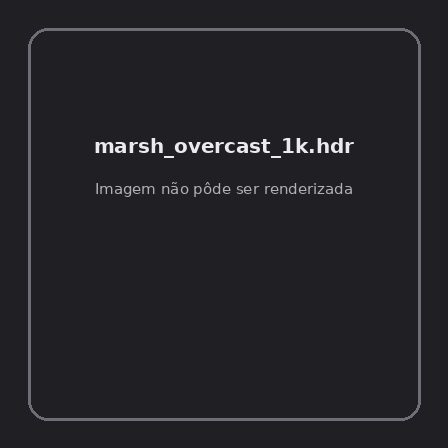 marsh_overcast_1k.hdr
Imagem não pôde ser renderizada